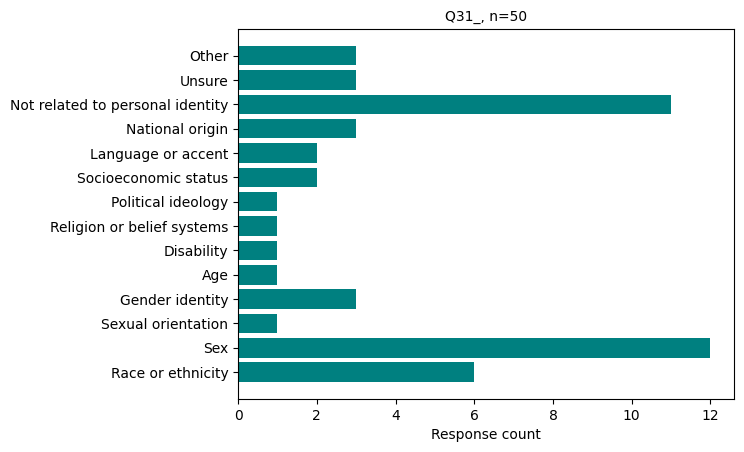 Q31_, n=50
Other
Unsure
Not related to personal identity
National origin
Language or accent
Socioeconomic status
Political ideology
Religion or belief systems
Disability
Age
Gender identity
Sexual orientation
Sex
Race or ethnicity
0 2 4 6 8 10 12
Response count